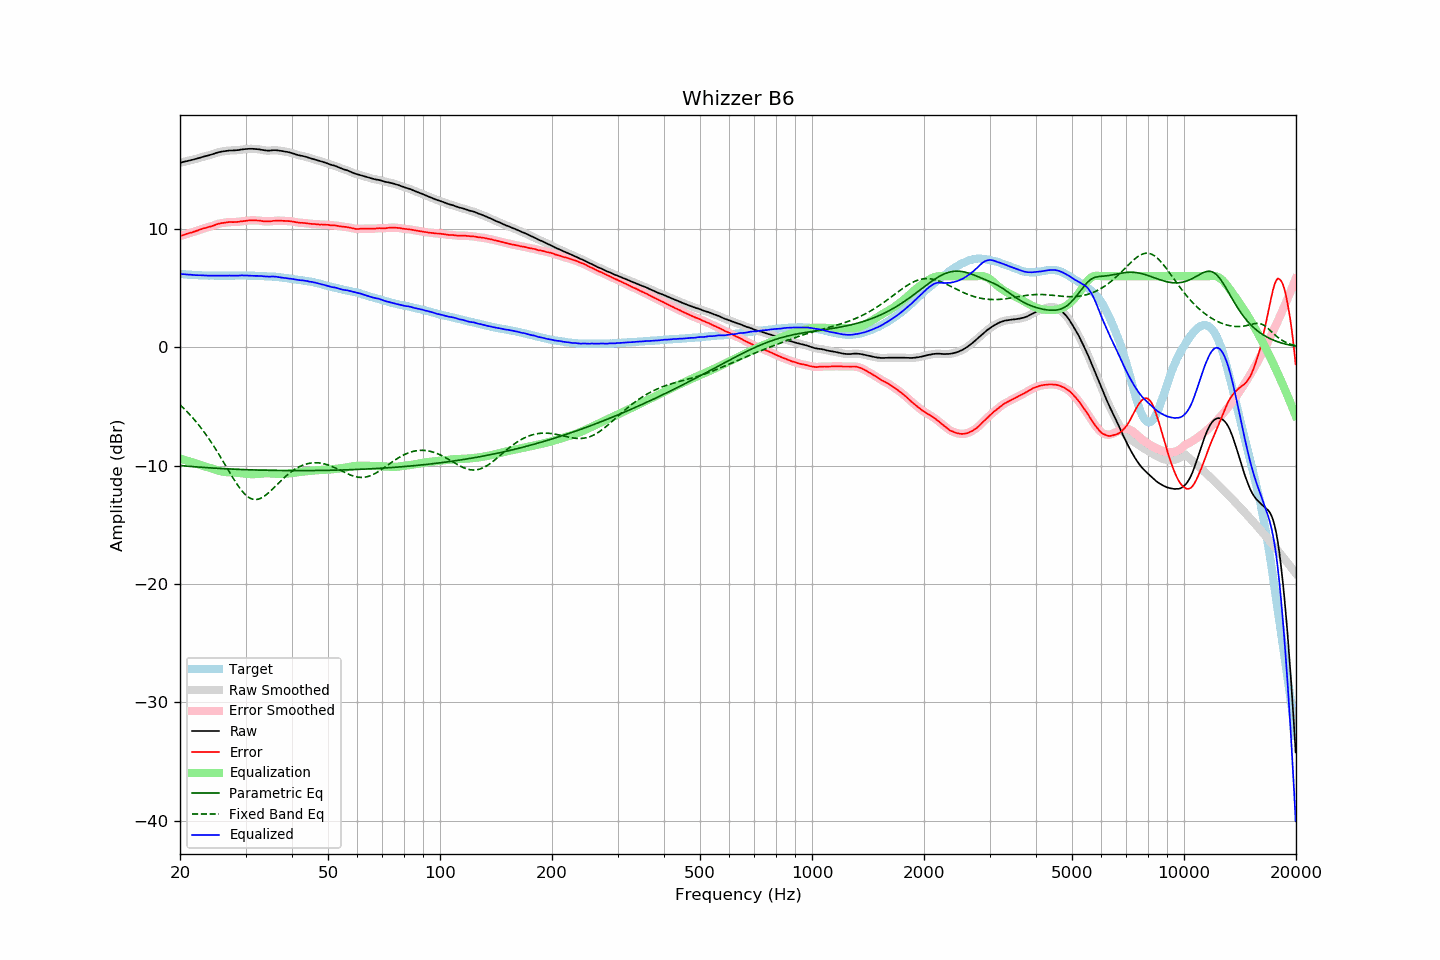 Whizzer B6
Amplitude (dBr)
10
0
−10
−20
−30
−40
Target
Raw Smoothed
Error Smoothed
Raw
Error
Equalization
Parametric Eq
Fixed Band Eq
Equalized
20 50 100 200 500 1000 2000 5000 10000 20000
Frequency (Hz)